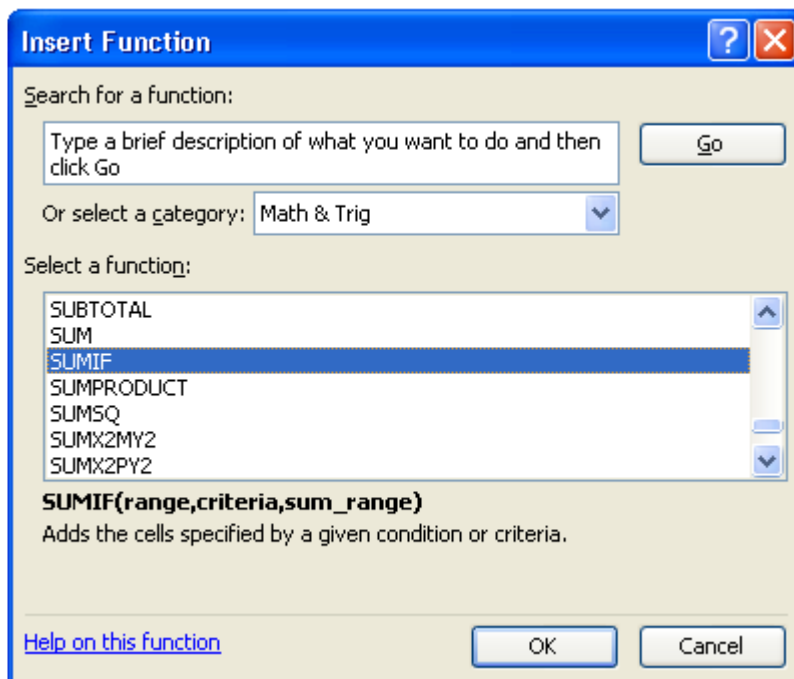 Insert Function
Search for a function:
Type a brief description of what you want to do and then
click Go
Go
Or select a category: Math & Trig
Select a function:
SUBTOTAL
SUM
SUMIF
SUMPRODUCT
SUMSQ
SUMX2MY2
SUMX2PY2
SUMIF(range,criteria,sum_range)
Adds the cells specified by a given condition or criteria.
Help on this function
OK
Cancel